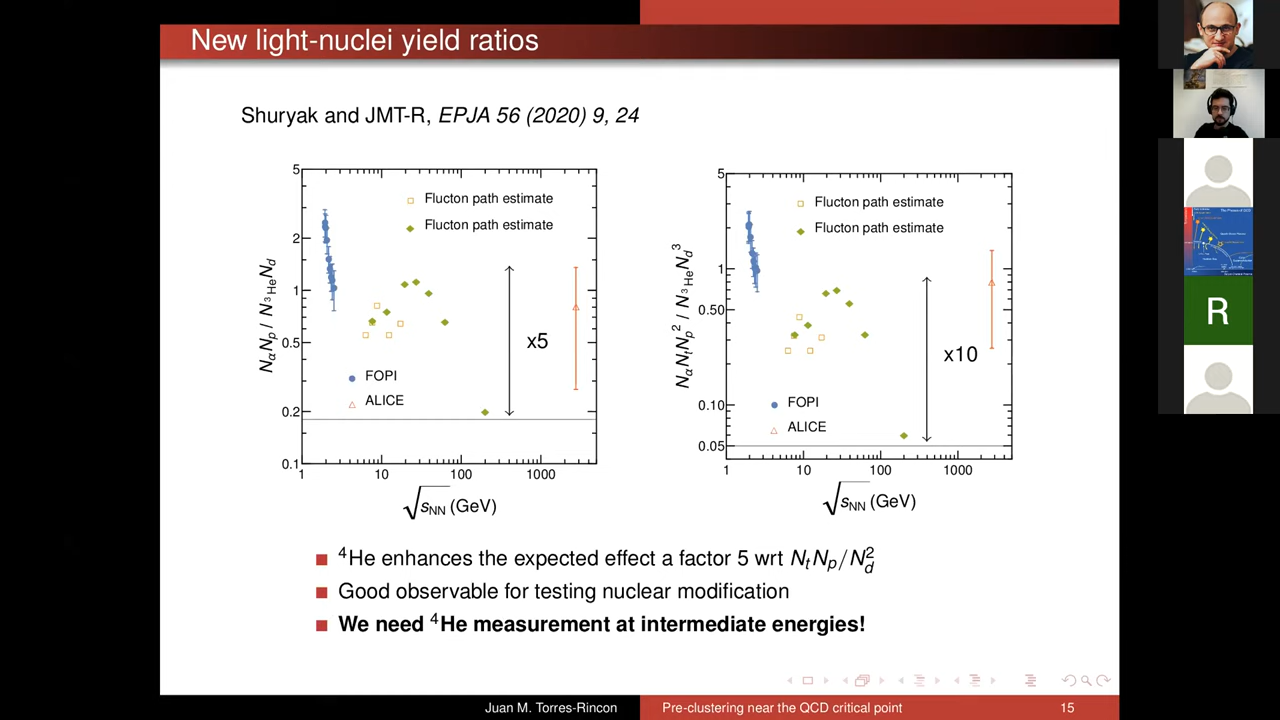 New light-nuclei yield ratios
Shuryak and JMT-R, EPJA 56 (2020) 9, 24
5
2
1
0.5
0.2
0.1
1
10
100
1000
NαNp / N³HeNd
√sNN (GeV)
Flucton path estimate
Flucton path estimate
x5
FOPI
ALICE
5
1
0.50
0.10
0.05
1
10
100
1000
NαNtNp² / N³HeNd³
√sNN (GeV)
Flucton path estimate
Flucton path estimate
x10
FOPI
ALICE
⁴He enhances the expected effect a factor 5 wrt NtNp/Nd²
Good observable for testing nuclear modification
We need ⁴He measurement at intermediate energies!
Juan M. Torres-Rincon
Pre-clustering near the QCD critical point
15
R